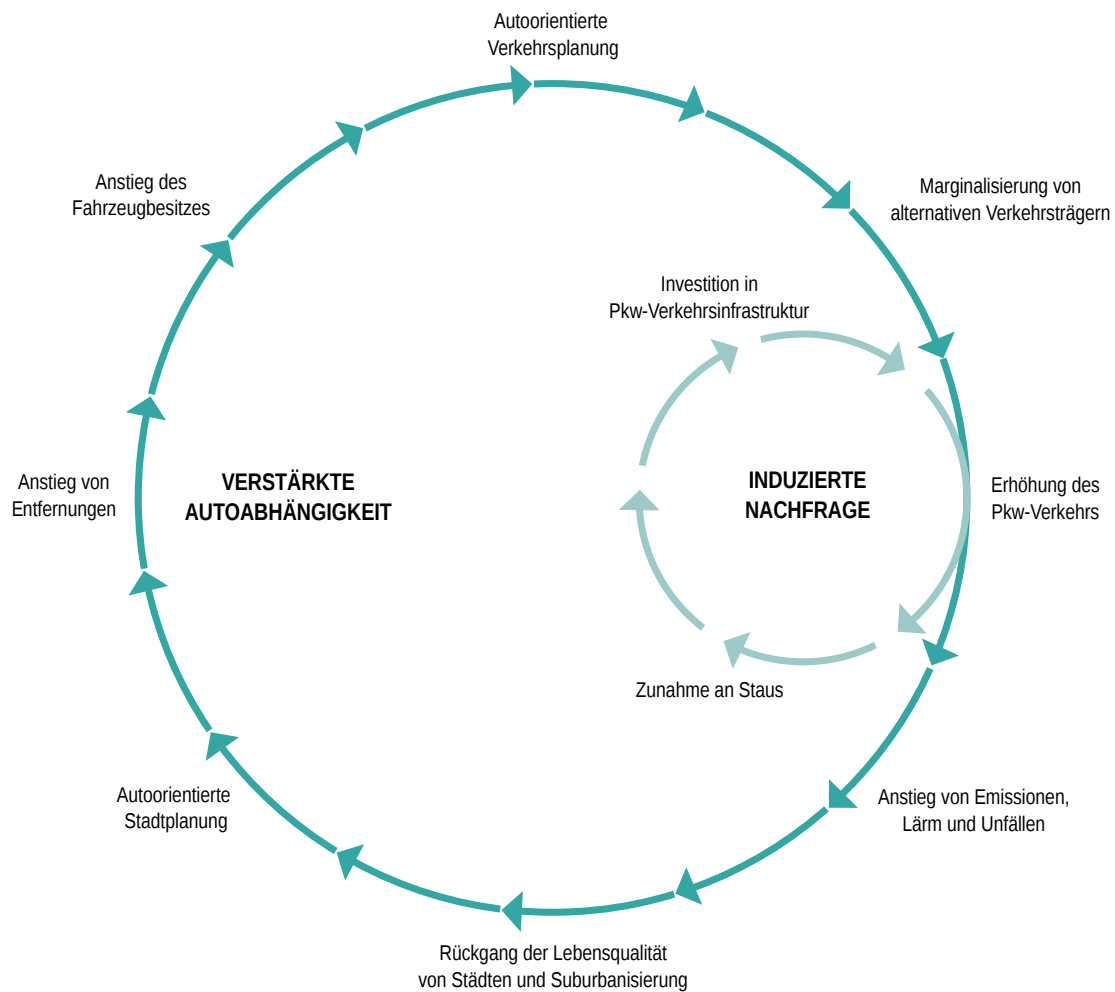 Autoorientierte
Verkehrsplanung
Anstieg des
Fahrzeugbesitzes
Marginalisierung von
alternativen Verkehrsträgern
Investition in
Pkw-Verkehrsinfrastruktur
Anstieg von
Entfernungen
VERSTÄRKTE
AUTOABHÄNGIGKEIT
INDUZIERTE
NACHFRAGE
Erhöhung des
Pkw-Verkehrs
Zunahme an Staus
Autoorientierte
Stadtplanung
Anstieg von Emissionen,
Lärm und Unfällen
Rückgang der Lebensqualität
von Städten und Suburbanisierung